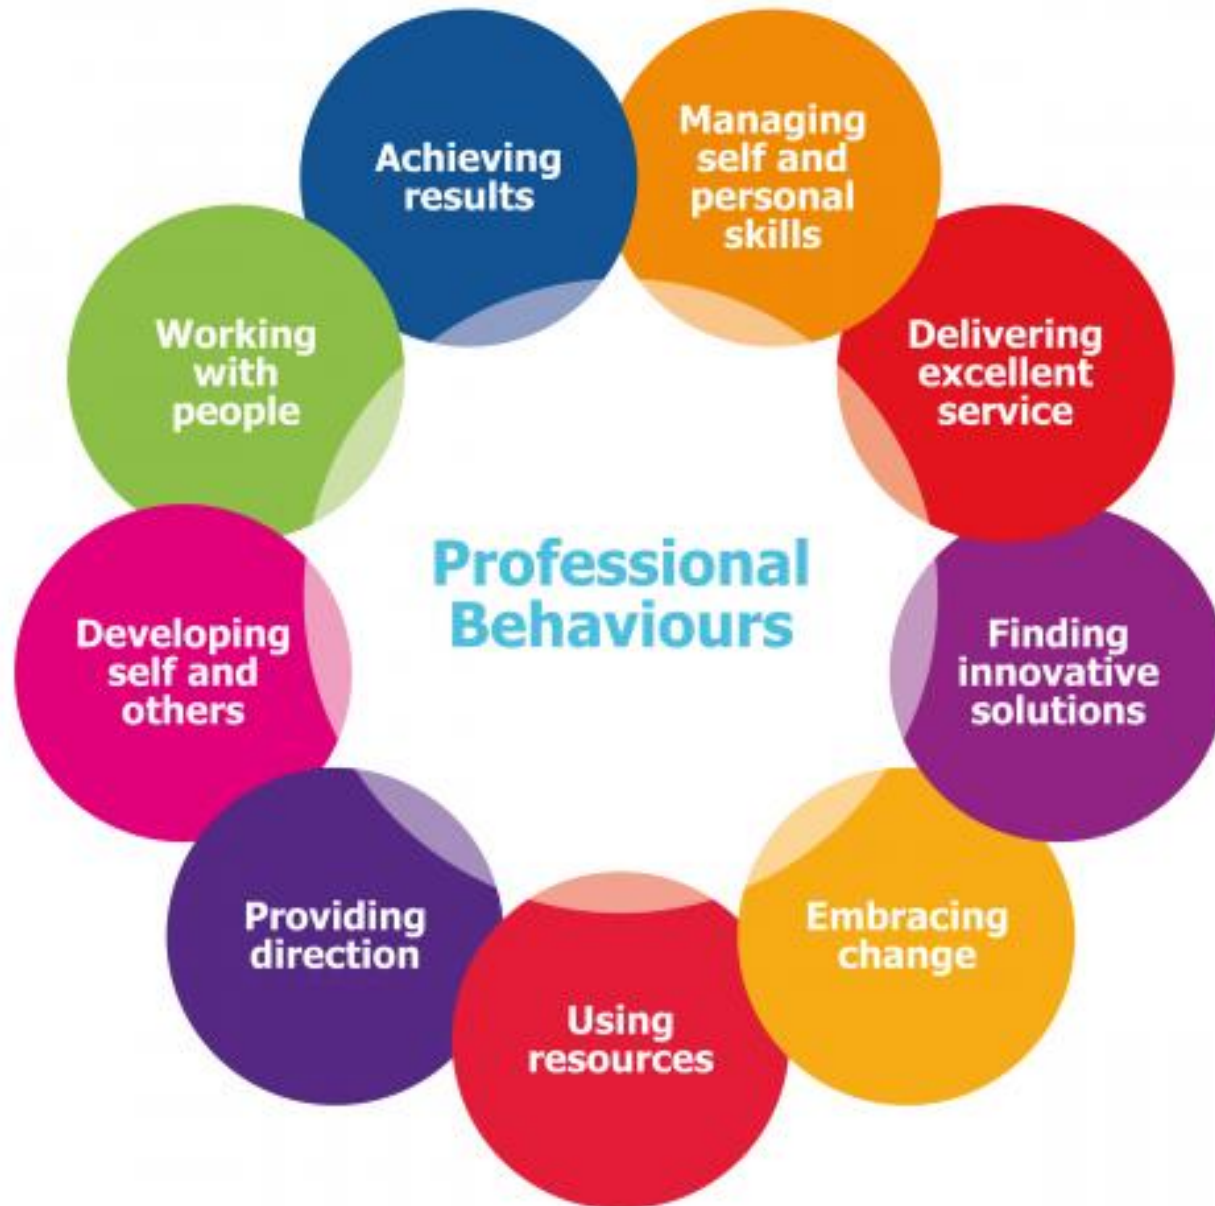 Achieving
results
Managing
self and
personal
skills
Delivering
excellent
service
Finding
innovative
solutions
Embracing
change
Using
resources
Providing
direction
Developing
self and
others
Working
with
people
Professional
Behaviours